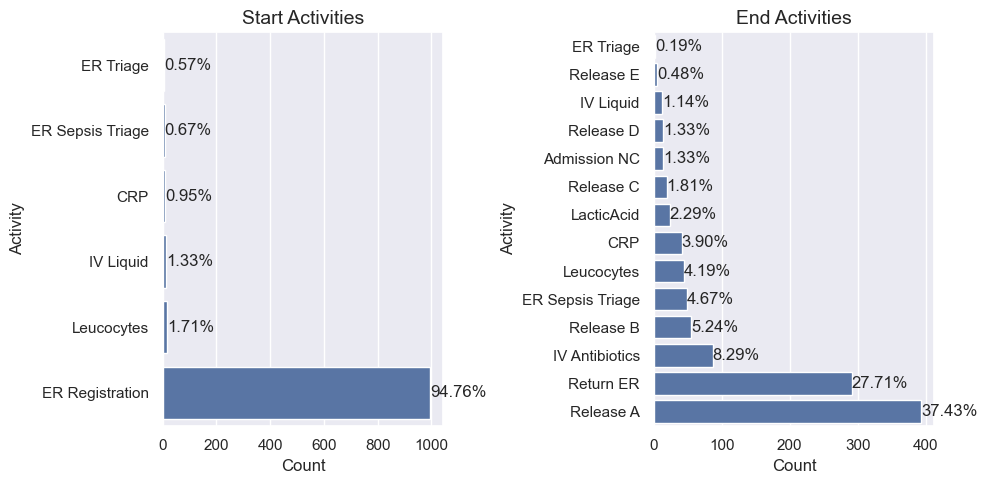 Start Activities
Activity
ER Triage
0.57%
ER Sepsis Triage
0.67%
CRP
0.95%
IV Liquid
1.33%
Leucocytes
1.71%
ER Registration
94.76%
0 200 400 600 800 1000
Count
End Activities
Activity
ER Triage
0.19%
Release E
0.48%
IV Liquid
1.14%
Release D
1.33%
Admission NC
1.33%
Release C
1.81%
LacticAcid
2.29%
CRP
3.90%
Leucocytes
4.19%
ER Sepsis Triage
4.67%
Release B
5.24%
IV Antibiotics
8.29%
Return ER
27.71%
Release A
37.43%
0 100 200 300 400
Count